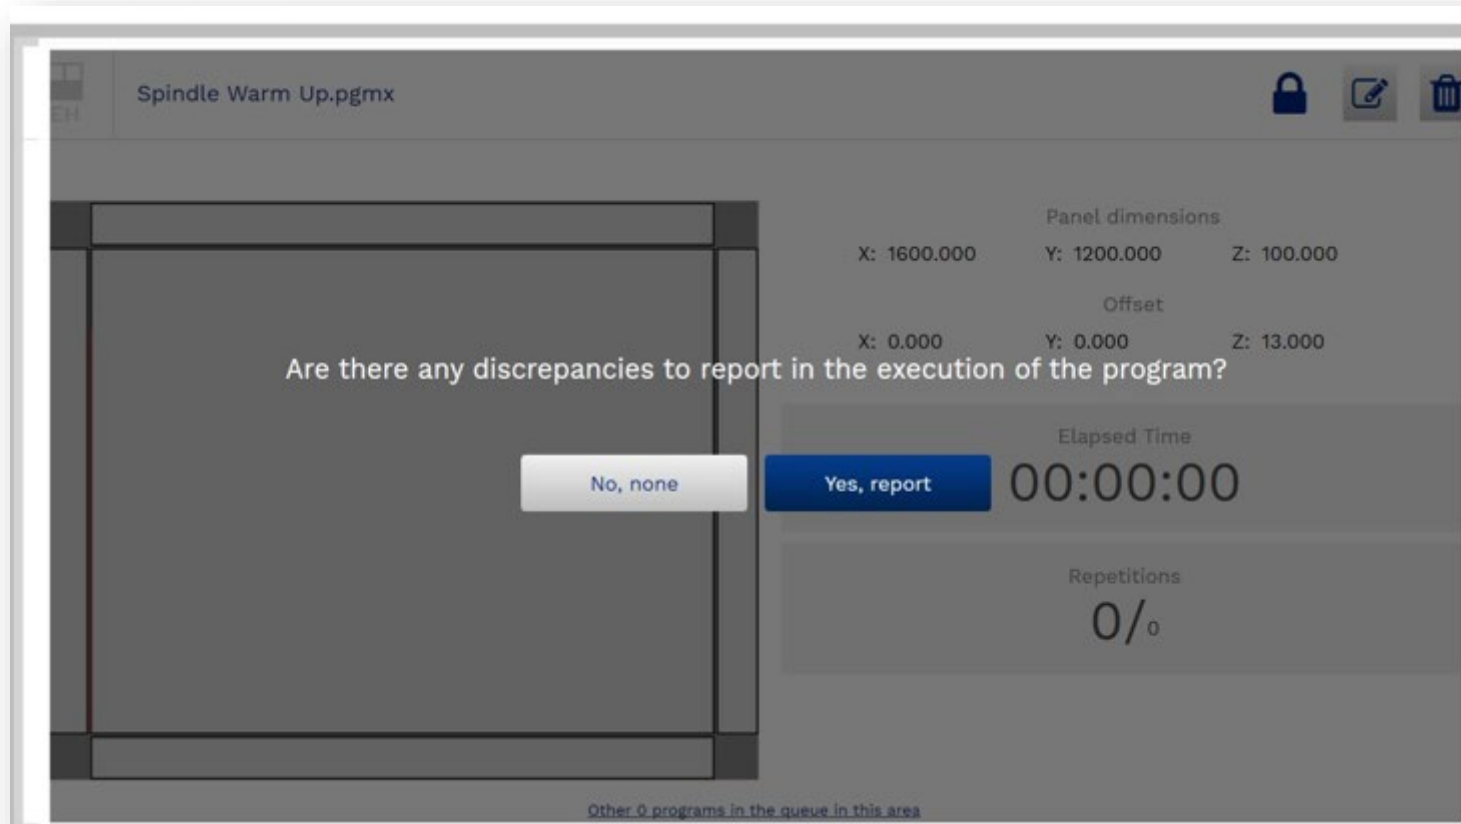 EH
Spindle Warm Up.pgmx
Panel dimensions
X: 1600.000 Y: 1200.000 Z: 100.000
Offset
X: 0.000 Y: 0.000 Z: 13.000
Are there any discrepancies to report in the execution of the program?
No, none
Yes, report
Elapsed Time
00:00:00
Repetitions
0/0
Other 0 programs in the queue in this area